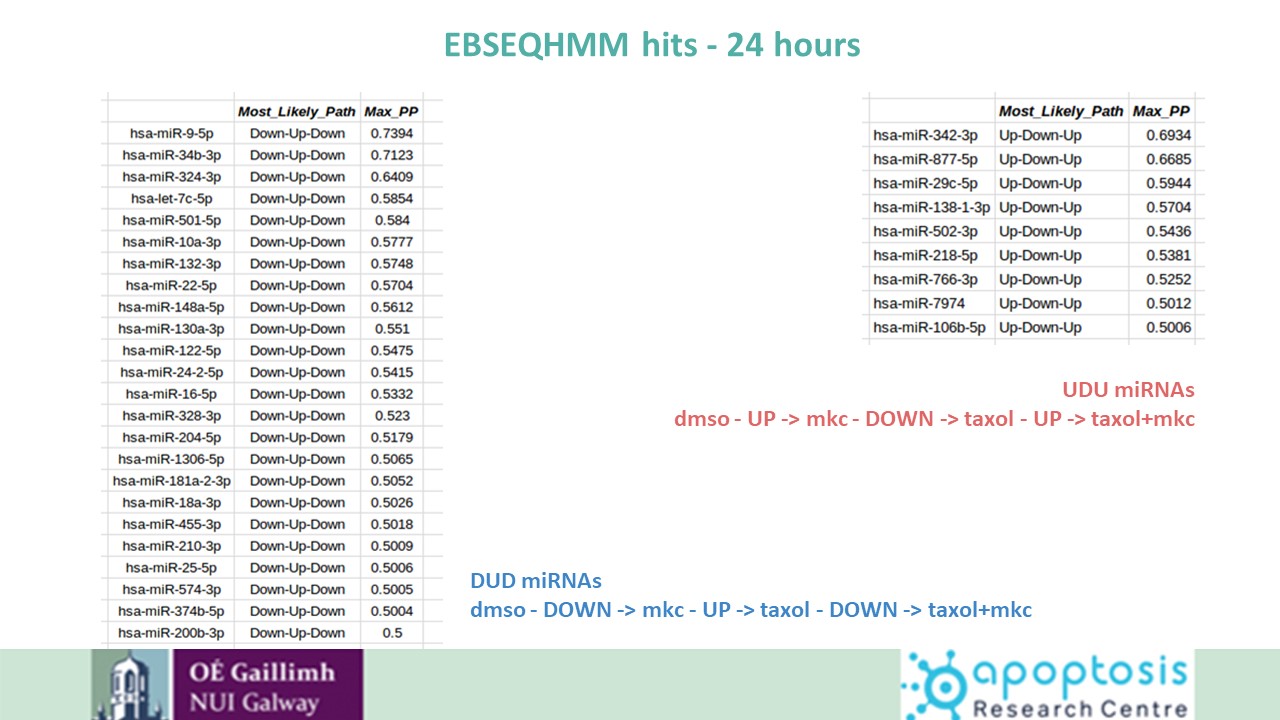 EBSEQHMM hits - 24 hours
Most_Likely_Path Max_PP
hsa-miR-9-5p Down-Up-Down 0.7394
hsa-miR-34b-3p Down-Up-Down 0.7123
hsa-miR-324-3p Down-Up-Down 0.6409
hsa-let-7c-5p Down-Up-Down 0.5854
hsa-miR-501-5p Down-Up-Down 0.584
hsa-miR-10a-3p Down-Up-Down 0.5777
hsa-miR-132-3p Down-Up-Down 0.5748
hsa-miR-22-5p Down-Up-Down 0.5704
hsa-miR-148a-5p Down-Up-Down 0.5612
hsa-miR-130a-3p Down-Up-Down 0.551
hsa-miR-122-5p Down-Up-Down 0.5475
hsa-miR-24-2-5p Down-Up-Down 0.5415
hsa-miR-16-5p Down-Up-Down 0.5332
hsa-miR-328-3p Down-Up-Down 0.523
hsa-miR-204-5p Down-Up-Down 0.5179
hsa-miR-1306-5p Down-Up-Down 0.5065
hsa-miR-181a-2-3p Down-Up-Down 0.5052
hsa-miR-18a-3p Down-Up-Down 0.5026
hsa-miR-455-3p Down-Up-Down 0.5018
hsa-miR-210-3p Down-Up-Down 0.5009
hsa-miR-25-5p Down-Up-Down 0.5006
hsa-miR-574-3p Down-Up-Down 0.5005
hsa-miR-374b-5p Down-Up-Down 0.5004
hsa-miR-200b-3p Down-Up-Down 0.5
Most_Likely_Path Max_PP
hsa-miR-342-3p Up-Down-Up 0.6934
hsa-miR-877-5p Up-Down-Up 0.6685
hsa-miR-29c-5p Up-Down-Up 0.5944
hsa-miR-138-1-3p Up-Down-Up 0.5704
hsa-miR-502-3p Up-Down-Up 0.5436
hsa-miR-218-5p Up-Down-Up 0.5381
hsa-miR-766-3p Up-Down-Up 0.5252
hsa-miR-7974 Up-Down-Up 0.5012
hsa-miR-106b-5p Up-Down-Up 0.5006
UDU miRNAs
dmso - UP -> mkc - DOWN -> taxol - UP -> taxol+mkc
DUD miRNAs
dmso - DOWN -> mkc - UP -> taxol - DOWN -> taxol+mkc
OÉ Gaillimh
NUI Galway
apoptosis
Research Centre